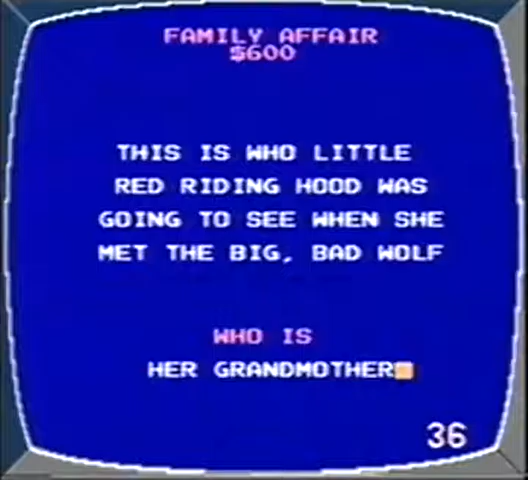 FAMILY AFFAIR
$600
THIS IS WHO LITTLE
RED RIDING HOOD WAS
GOING TO SEE WHEN SHE
MET THE BIG, BAD WOLF
WHO IS
HER GRANDMOTHER
36